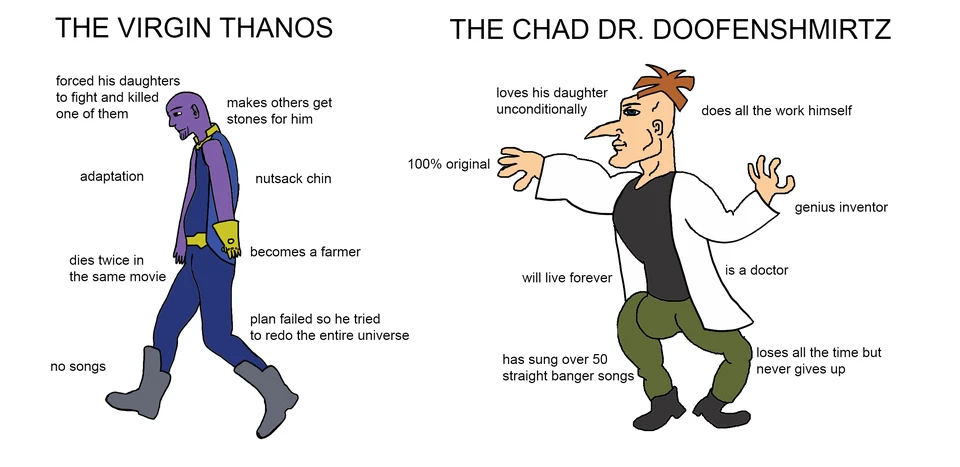 THE VIRGIN THANOS
forced his daughters
to fight and killed
one of them
makes others get
stones for him
adaptation
nutsack chin
becomes a farmer
dies twice in
the same movie
plan failed so he tried
to redo the entire universe
no songs
THE CHAD DR. DOOFENSHMIRTZ
loves his daughter
unconditionally
does all the work himself
100% original
genius inventor
is a doctor
will live forever
has sung over 50
straight banger songs
loses all the time but
never gives up